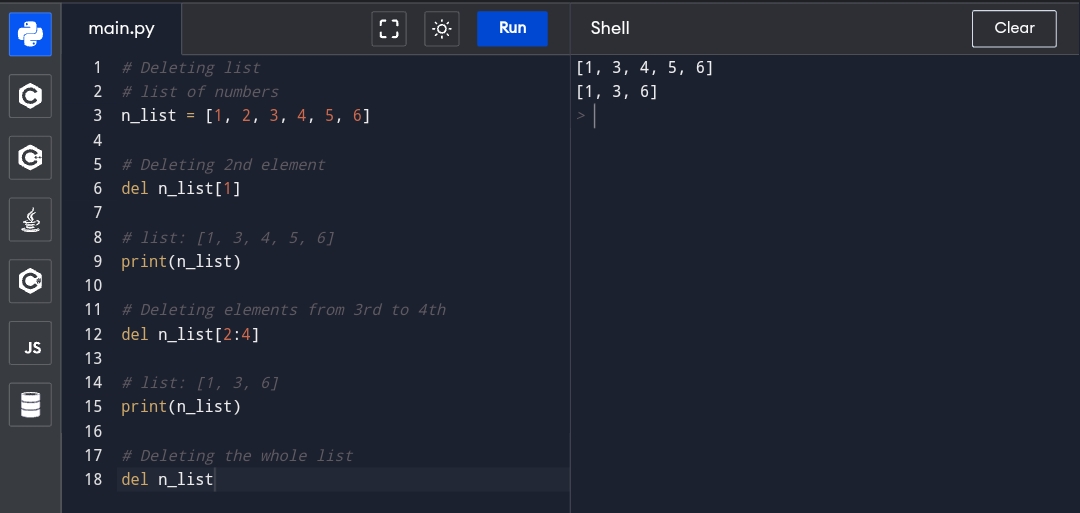 main.py
Run
Shell
Clear
1 # Deleting list
2 # list of numbers
3 n_list = [1, 2, 3, 4, 5, 6]
4
5 # Deleting 2nd element
6 del n_list[1]
7
8 # list: [1, 3, 4, 5, 6]
9 print(n_list)
10
11 # Deleting elements from 3rd to 4th
12 del n_list[2:4]
13
14 # list: [1, 3, 6]
15 print(n_list)
16
17 # Deleting the whole list
18 del n_list
[1, 3, 4, 5, 6]
[1, 3, 6]
>
C
C++
C#
JS